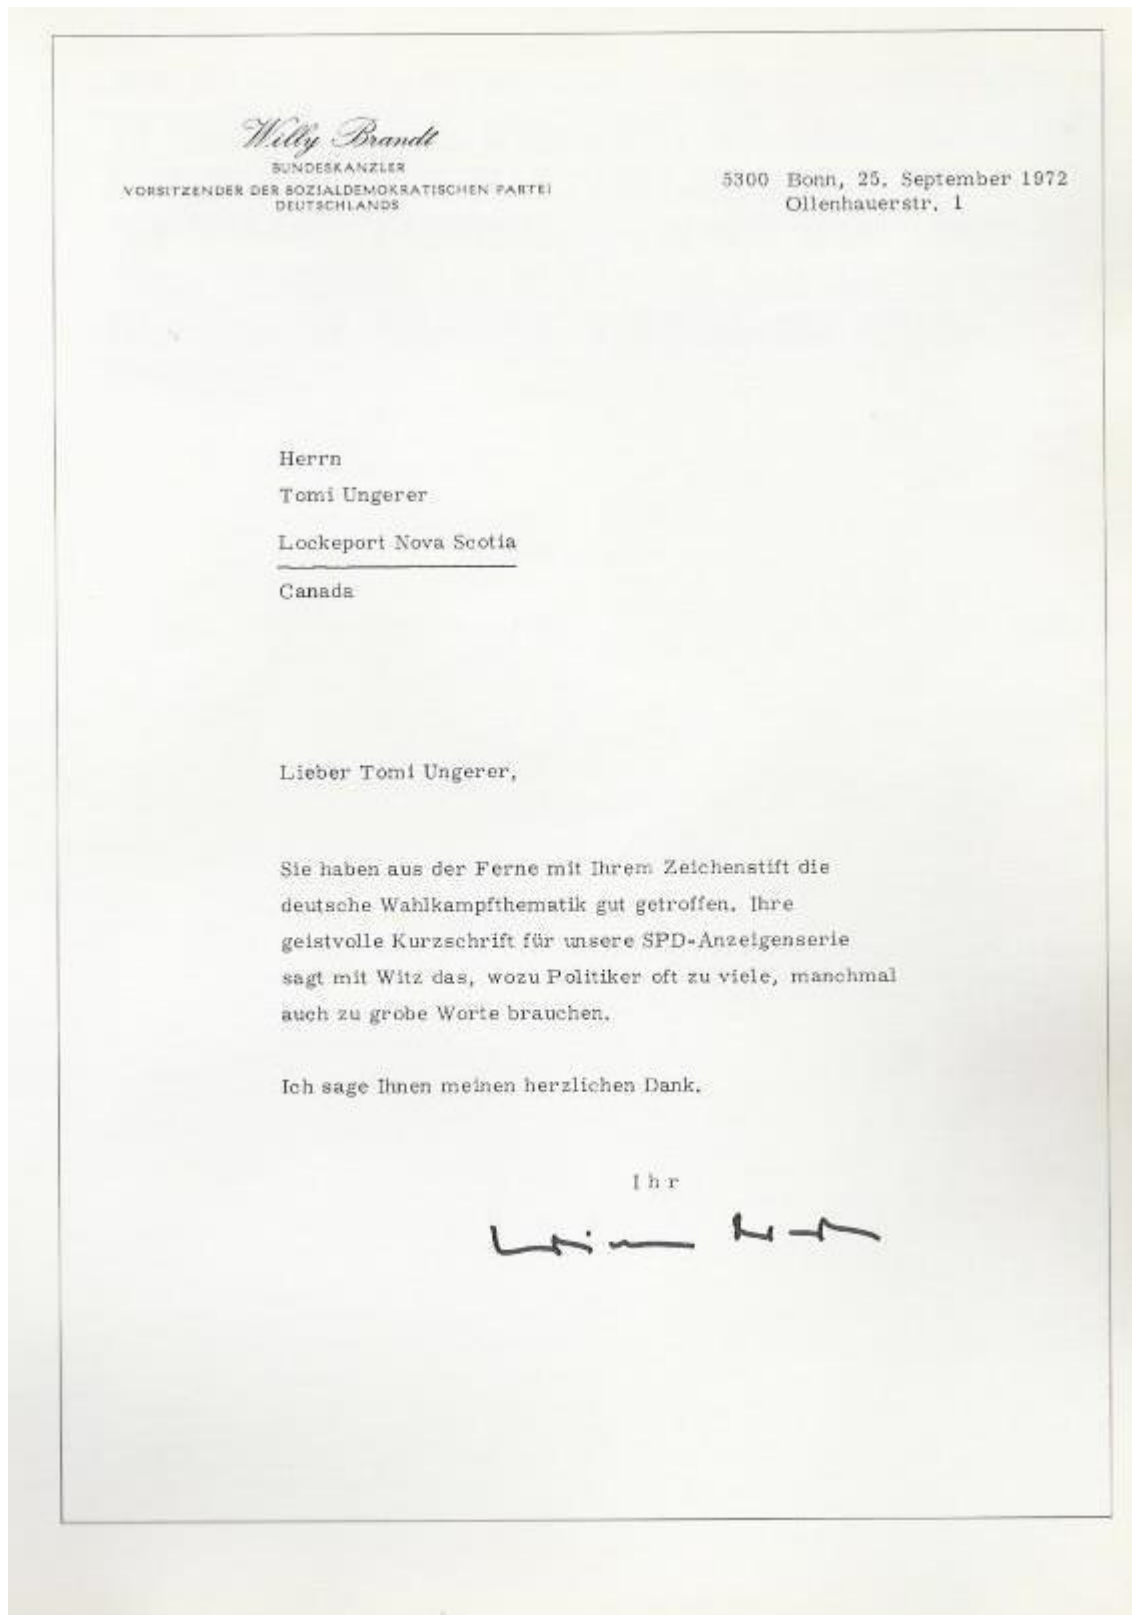 Willy Brandt
BUNDESKANZLER
VORSITZENDER DER SOZIALDEMOKRATISCHEN PARTEI
DEUTSCHLANDS
5300 Bonn, 25. September 1972
Ollenhauerstr. 1
Herrn
Tomi Ungerer
Lockeport Nova Scotia
Canada
Lieber Tomi Ungerer,
Sie haben aus der Ferne mit Ihrem Zeichenstift die
deutsche Wahlkampfthematik gut getroffen. Ihre
geistvolle Kurzschrift für unsere SPD-Anzeigenserie
sagt mit Witz das, wozu Politiker oft zu viele, manchmal
auch zu grobe Worte brauchen.
Ich sage Ihnen meinen herzlichen Dank.
Ihr